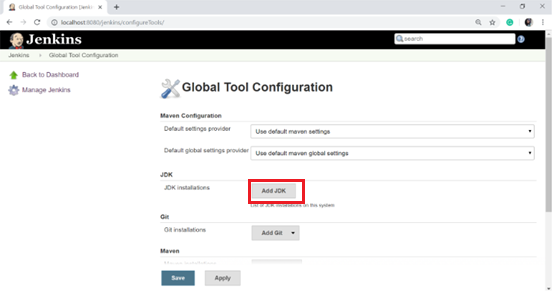 Global Tool Configuration [Jenki
localhost:8080/jenkins/configureTools/
Jenkins
search
Jenkins
Global Tool Configuration
Back to Dashboard
Manage Jenkins
Global Tool Configuration
Maven Configuration
Default settings provider
Use default maven settings
Default global settings provider
Use default maven global settings
JDK
JDK installations
Add JDK
List of JDK installations on this system
Git
Git installations
Add Git
Maven
Save
Apply